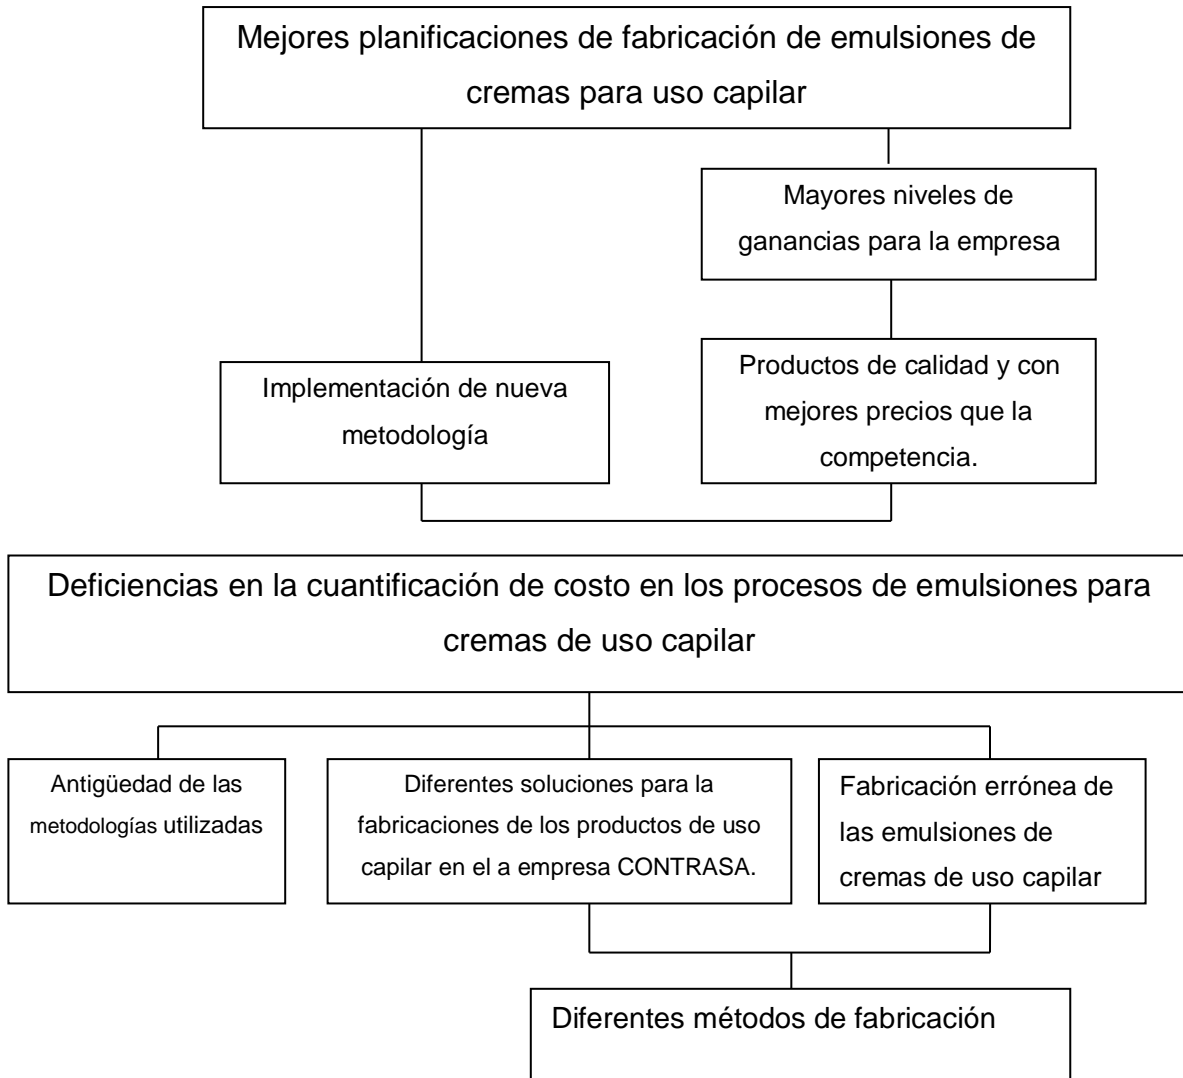 Mejores planificaciones de fabricación de emulsiones de
cremas para uso capilar
Mayores niveles de
ganancias para la empresa
Implementación de nueva
metodología
Productos de calidad y con
mejores precios que la
competencia.
Deficiencias en la cuantificación de costo en los procesos de emulsiones para
cremas de uso capilar
Antigüedad de las
metodologías utilizadas
Diferentes soluciones para la
fabricaciones de los productos de uso
capilar en el a empresa CONTRASA.
Fabricación errónea de
las emulsiones de
cremas de uso capilar
Diferentes métodos de fabricación